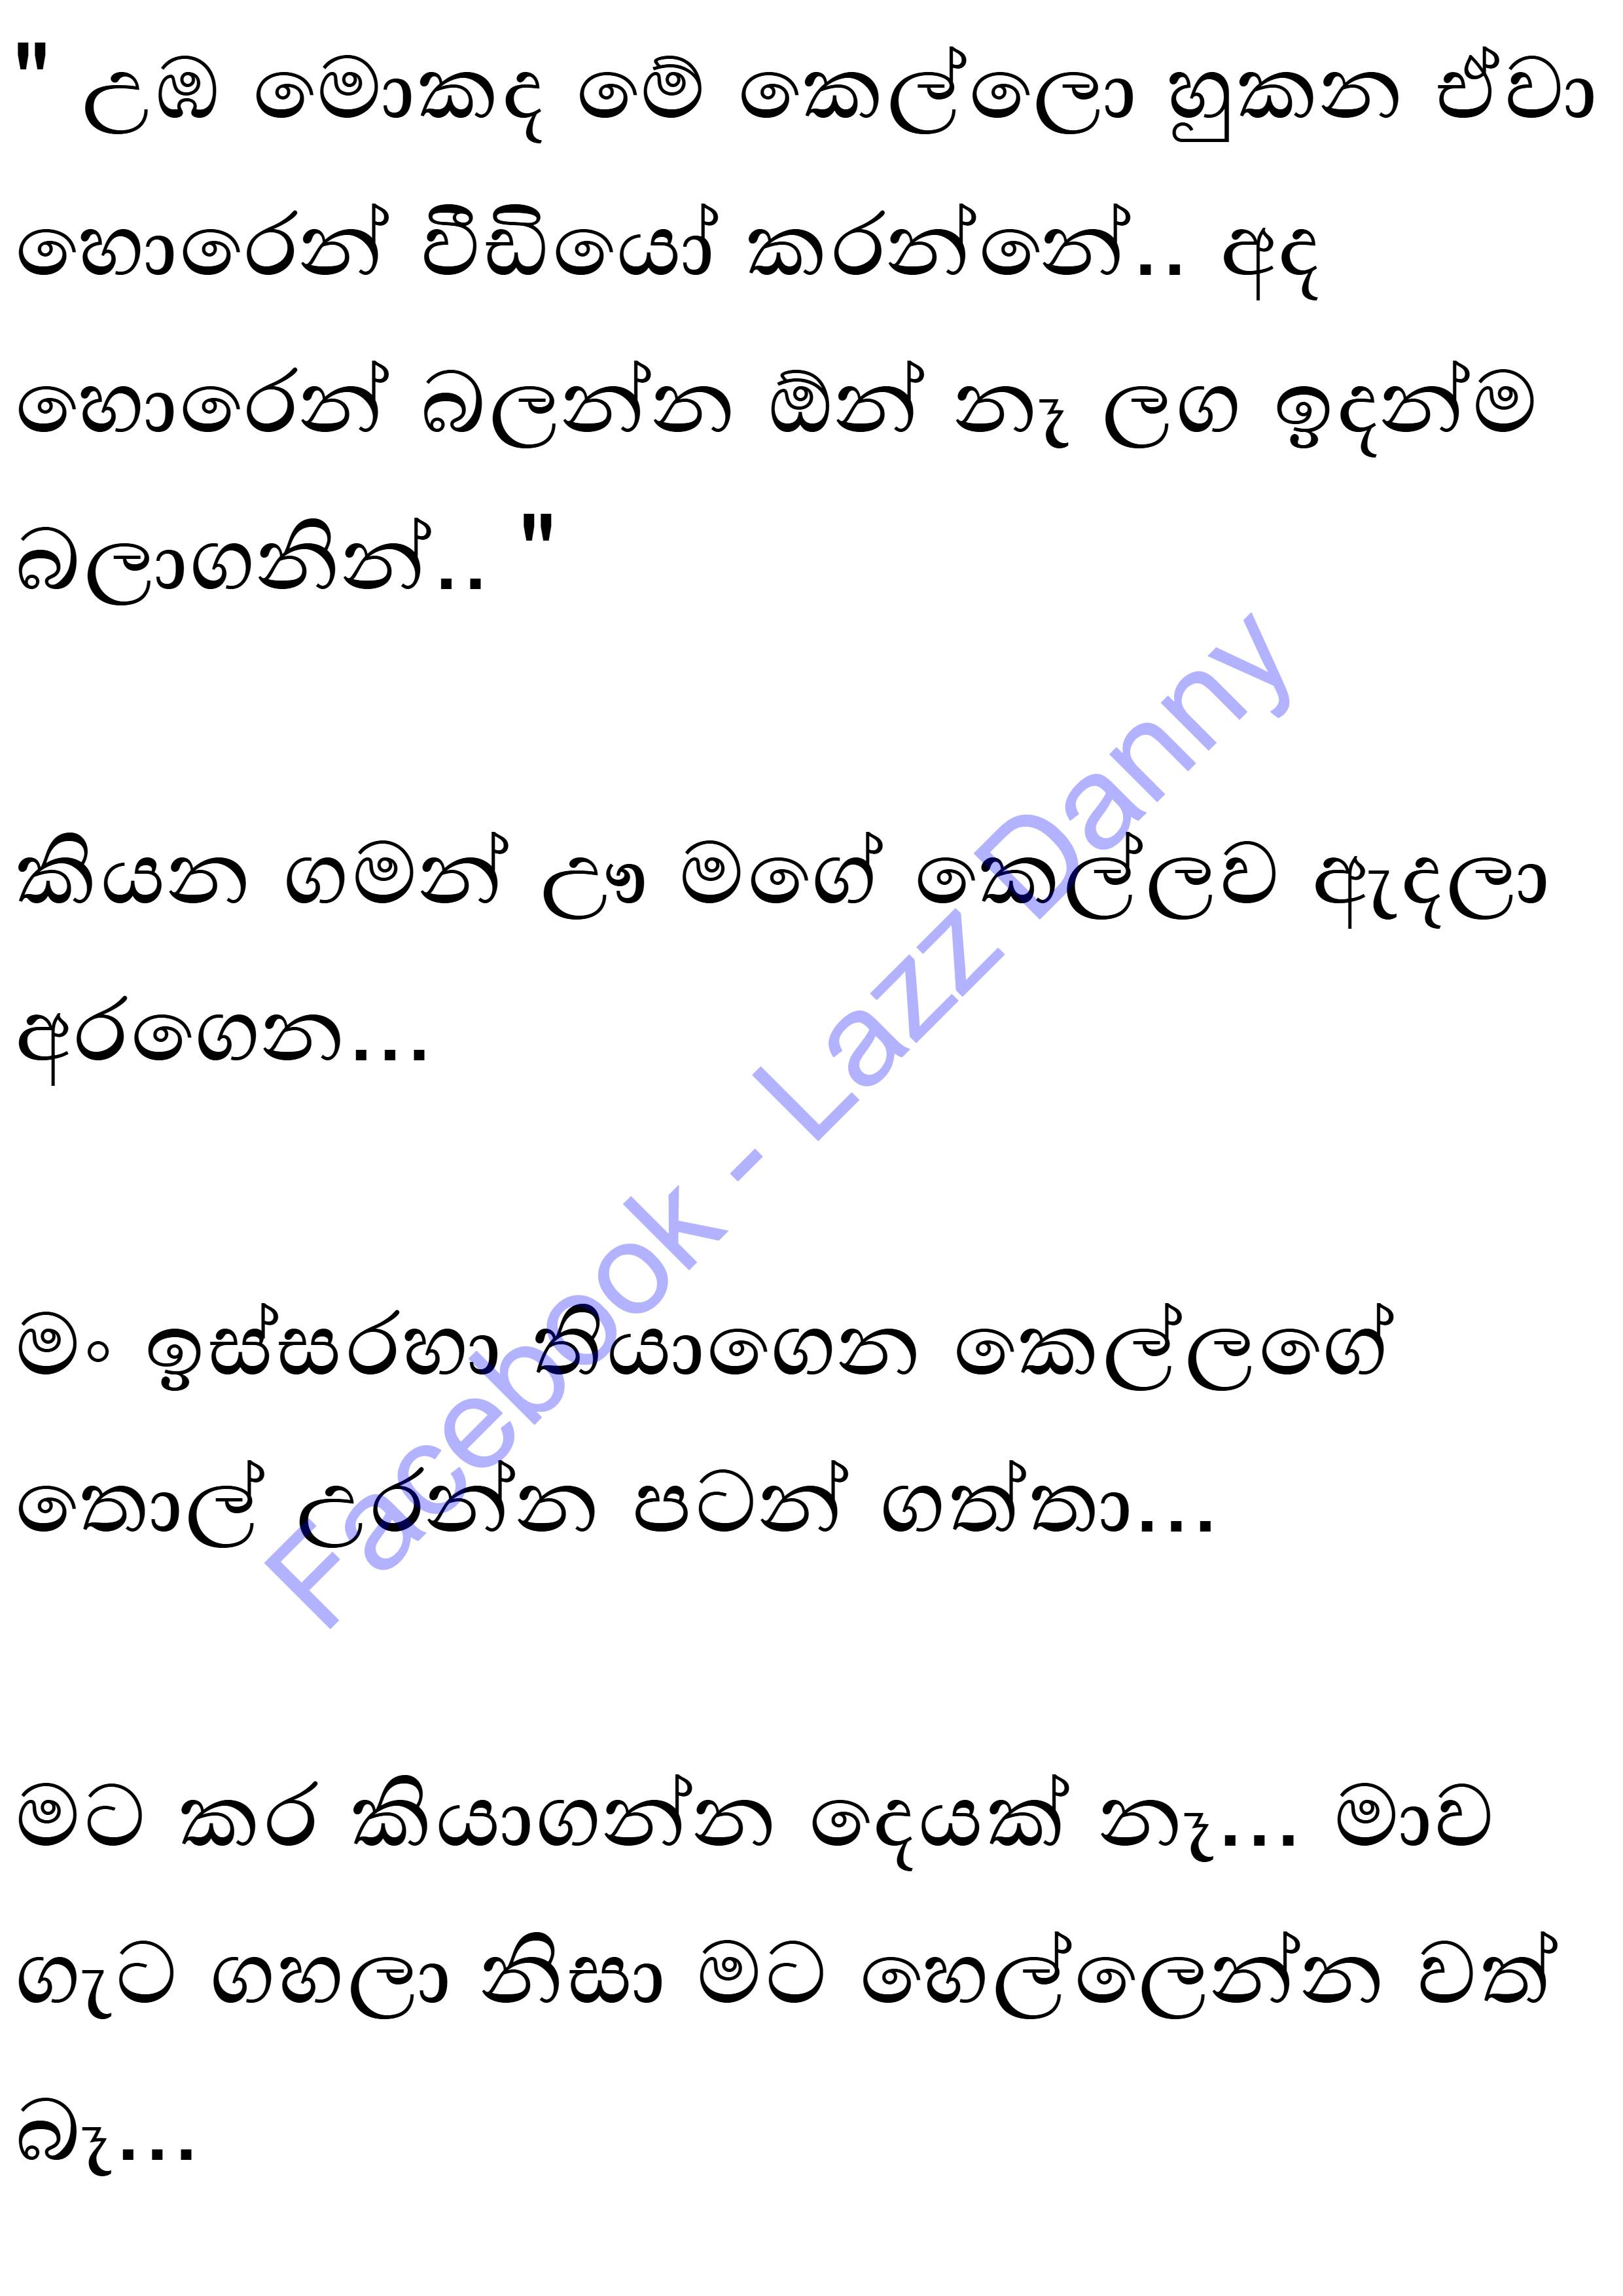 " උඹ මොකද මේ කෙල්ලො හුකන ඒවා
හොරෙන් වීඩියෝ කරන්නේ.. අද
හොරෙන් බලන්න ඕන් නෑ ලග ඉදන්ම
බලාගනින්.. "
කියන ගමන් ඌ මගේ කෙල්ලව ඇදලා
අරගෙන...
මං ඉස්සරහා තියාගෙන කෙල්ලගේ
තොල් උරන්න පටන් ගත්තා...
මට කර කියාගන්න දෙයක් නෑ... මාව
ගැට ගහලා නිසා මට හෙල්ලෙන්න වත්
බෑ...
Facebook - Lazz Danny